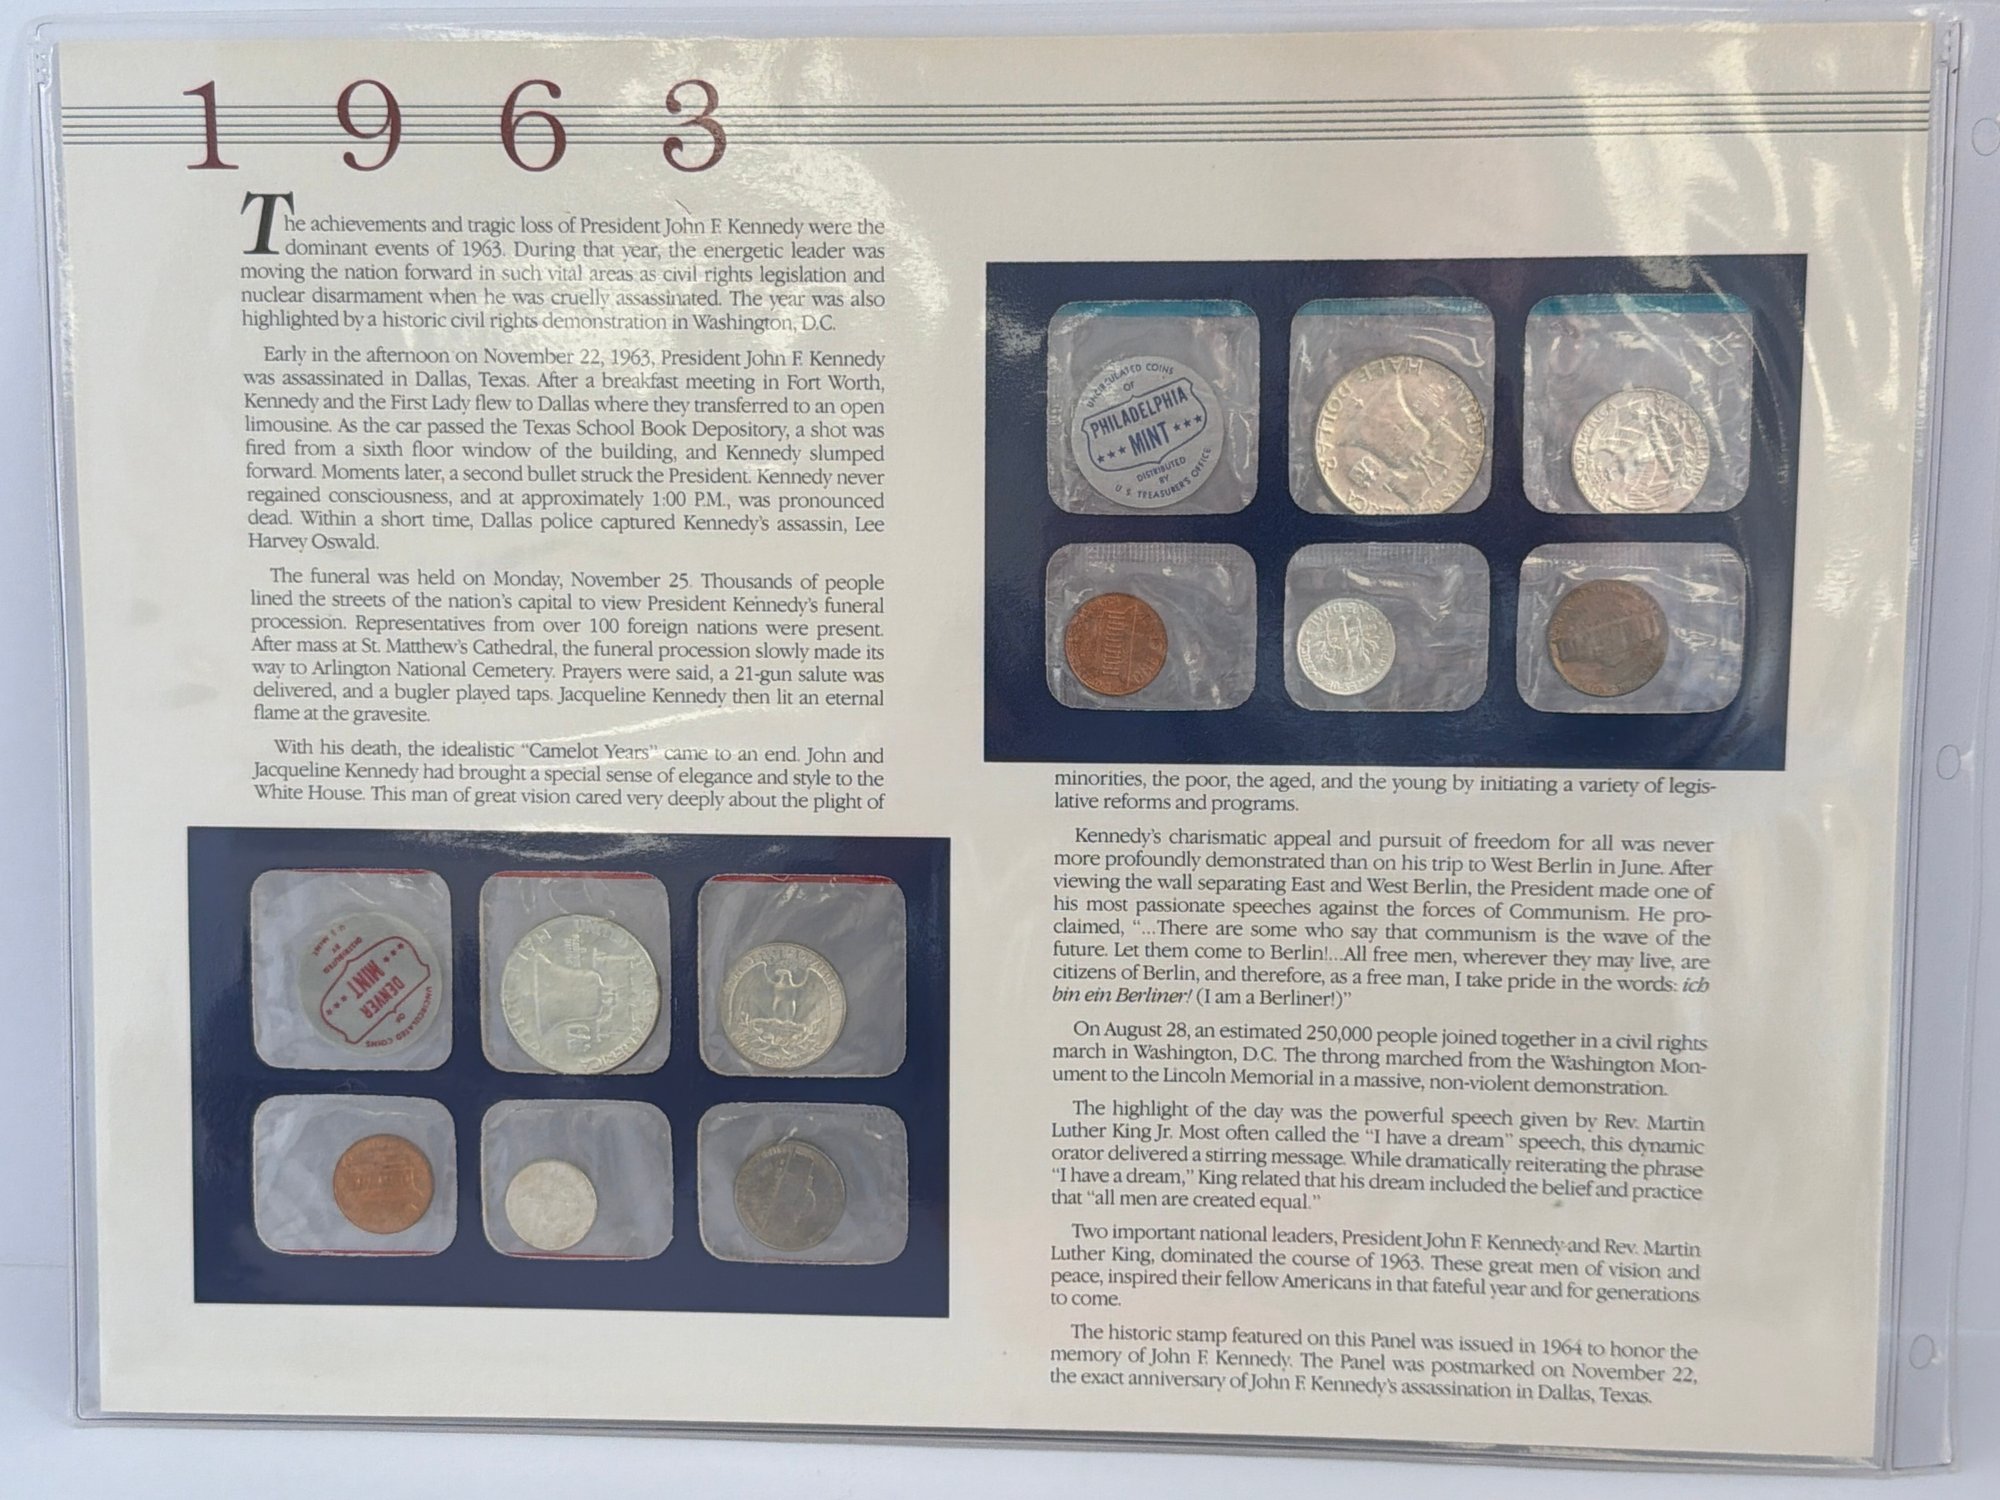 1963
The achievements and tragic loss of President John F. Kennedy were the
dominant events of 1963. During that year, the energetic leader was
moving the nation forward in such vital areas as civil rights legislation and
nuclear disarmament when he was cruelly assassinated. The year was also
highlighted by a historic civil rights demonstration in Washington, D.C.
Early in the afternoon on November 22, 1963, President John F. Kennedy
was assassinated in Dallas, Texas. After a breakfast meeting in Fort Worth,
Kennedy and the First Lady flew to Dallas where they transferred to an open
limousine. As the car passed the Texas School Book Depository, a shot was
fired from a sixth floor window of the building, and Kennedy slumped
forward. Moments later, a second bullet struck the President. Kennedy never
regained consciousness, and at approximately 1:00 P.M., was pronounced
dead. Within a short time, Dallas police captured Kennedy's assassin, Lee
Harvey Oswald.
The funeral was held on Monday, November 25. Thousands of people
lined the streets of the nation's capital to view President Kennedy's funeral
procession. Representatives from over 100 foreign nations were present.
After mass at St. Matthew's Cathedral, the funeral procession slowly made its
way to Arlington National Cemetery. Prayers were said, a 21-gun salute was
delivered, and a bugler played taps. Jacqueline Kennedy then lit an eternal
flame at the gravesite.
With his death, the idealistic "Camelot Years" came to an end. John and
Jacqueline Kennedy had brought a special sense of elegance and style to the
White House. This man of great vision cared very deeply about the plight of
UNCIRCULATED COINS
OF
DENVER
MINT
DISTRIBUTED
BY
U.S. MINT
UNCIRCULATED COINS
OF
PHILADELPHIA
MINT
DISTRIBUTED
BY
U.S. TREASURER'S OFFICE
HALF DOLLAR
minorities, the poor, the aged, and the young by initiating a variety of legis-
lative reforms and programs.
Kennedy's charismatic appeal and pursuit of freedom for all was never
more profoundly demonstrated than on his trip to West Berlin in June. After
viewing the wall separating East and West Berlin, the President made one of
his most passionate speeches against the forces of Communism. He pro-
claimed, "...There are some who say that communism is the wave of the
future. Let them come to Berlin!...All free men, wherever they may live, are
citizens of Berlin, and therefore, as a free man, I take pride in the words: ich
bin ein Berliner! (I am a Berliner!)"
On August 28, an estimated 250,000 people joined together in a civil rights
march in Washington, D.C. The throng marched from the Washington Mon-
ument to the Lincoln Memorial in a massive, non-violent demonstration.
The highlight of the day was the powerful speech given by Rev. Martin
Luther King Jr. Most often called the "I have a dream" speech, this dynamic
orator delivered a stirring message. While dramatically reiterating the phrase
"I have a dream," King related that his dream included the belief and practice
that "all men are created equal."
Two important national leaders, President John F. Kennedy and Rev. Martin
Luther King, dominated the course of 1963. These great men of vision and
peace, inspired their fellow Americans in that fateful year and for generations
to come.
The historic stamp featured on this Panel was issued in 1964 to honor the
memory of John F. Kennedy. The Panel was postmarked on November 22,
the exact anniversary of John F. Kennedy's assassination in Dallas, Texas.